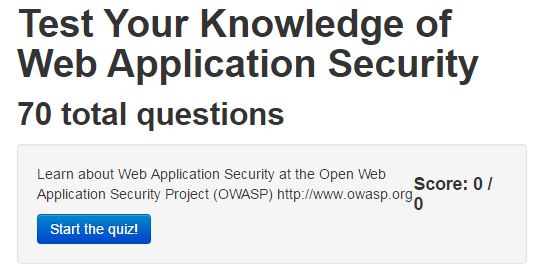 Test Your Knowledge of
Web Application Security
70 total questions
Learn about Web Application Security at the Open Web
Application Security Project (OWASP) http://www.owasp.org
Score: 0 /
0
Start the quiz!